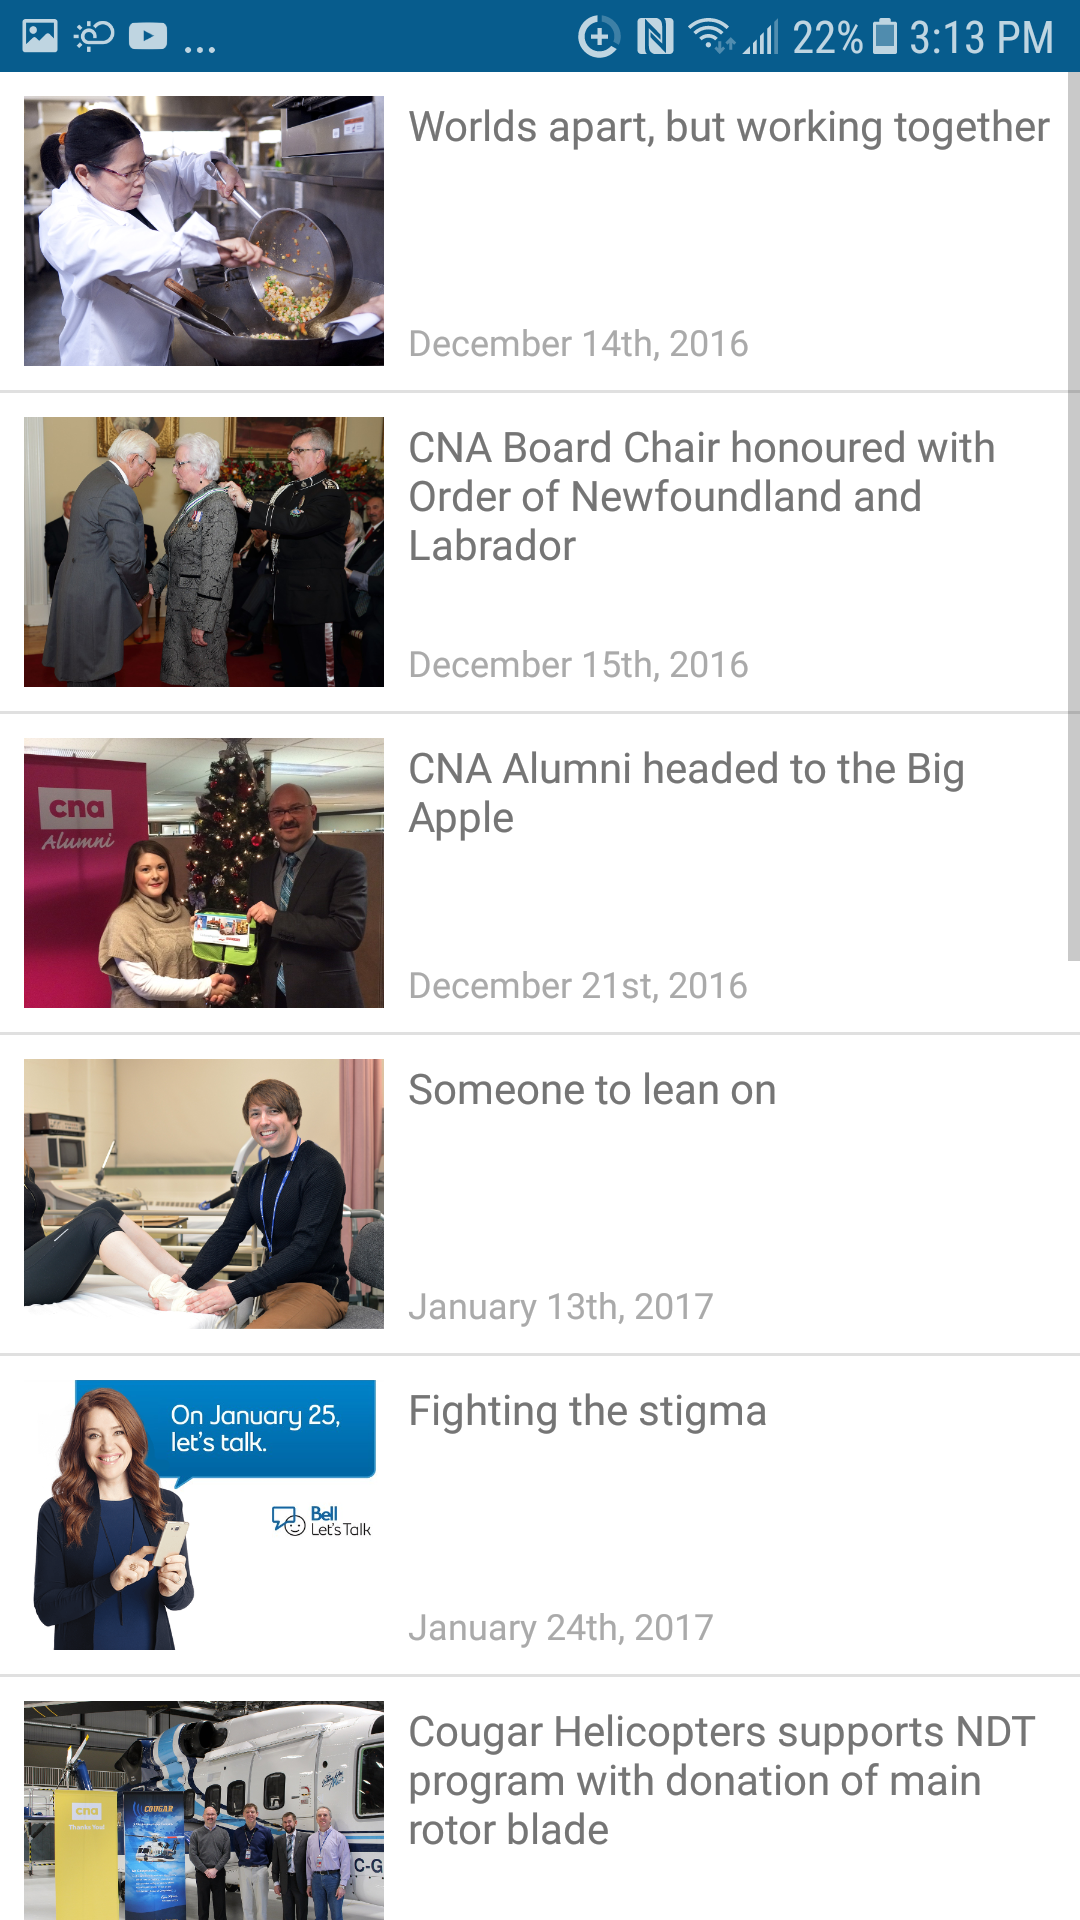 ... 22% 3:13 PM
Worlds apart, but working together
December 14th, 2016
CNA Board Chair honoured with
Order of Newfoundland and
Labrador
December 15th, 2016
cna
Alumni
CNA Alumni headed to the Big
Apple
December 21st, 2016
Someone to lean on
January 13th, 2017
On January 25,
let's talk.
Bell
Let's Talk
Fighting the stigma
January 24th, 2017
cna
Thanks You!
COUGAR
C-G
Cougar Helicopters supports NDT
program with donation of main
rotor blade